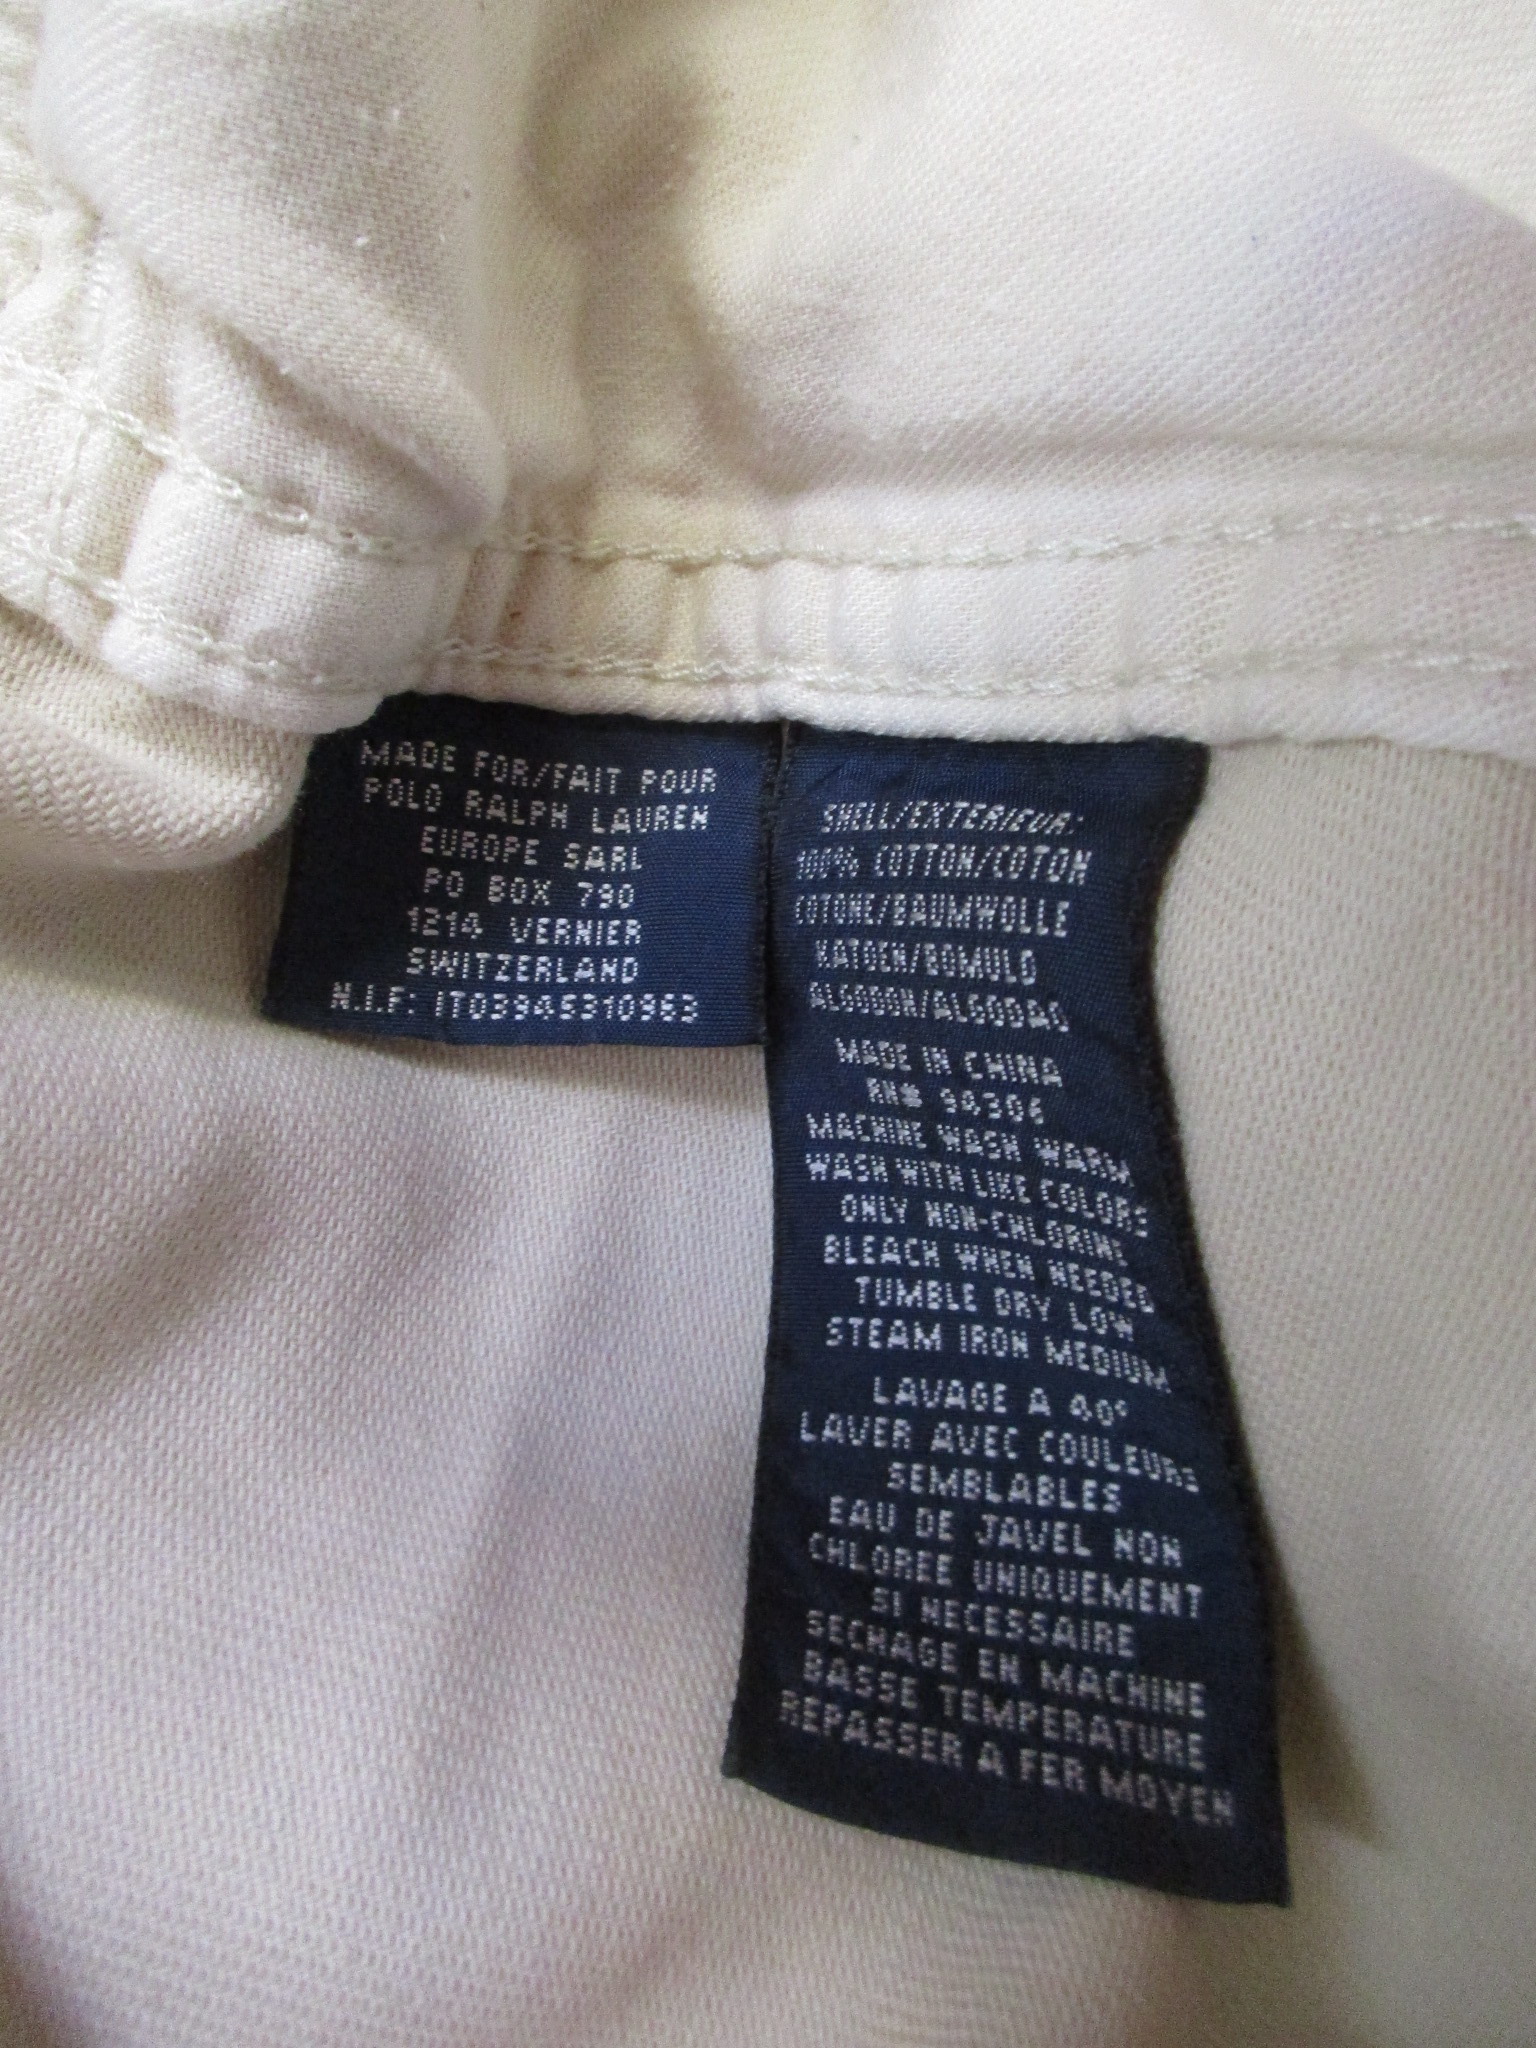 MADE FOR/FAIT POUR
POLO RALPH LAUREN
EUROPE SARL
PO BOX 790
1214 VERNIER
SWITZERLAND
N.I.F: IT03946310963
SHELL/EXTERIEUR:
100% COTTON/COTON
COTONE/BAUMWOLLE
KATOEN/BOMULD
ALGODON/ALGODAO
MADE IN CHINA
RN# 94306
MACHINE WASH WARM
WASH WITH LIKE COLORS
ONLY NON-CHLORINE
BLEACH WHEN NEEDED
TUMBLE DRY LOW
STEAM IRON MEDIUM
LAVAGE A 40°
LAVER AVEC COULEURS
SEMBLABLES
EAU DE JAVEL NON
CHLOREE UNIQUEMENT
SI NECESSAIRE
SECHAGE EN MACHINE
BASSE TEMPERATURE
REPASSER A FER MOYEN